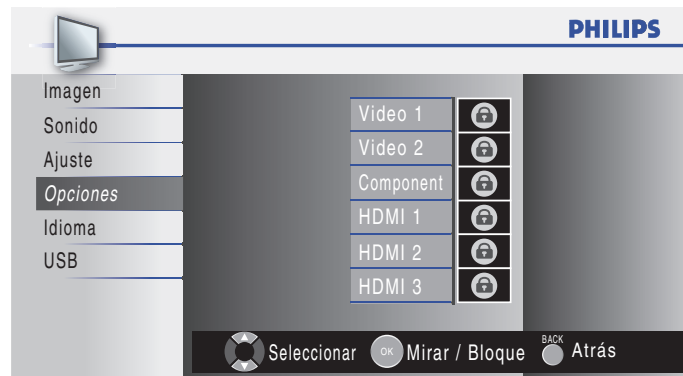 PHILIPS
Imagen
Sonido
Ajuste
Opciones
Idioma
USB
Video 1
Video 2
Component
HDMI 1
HDMI 2
HDMI 3
Seleccionar OK Mirar / Bloque BACK Atrás